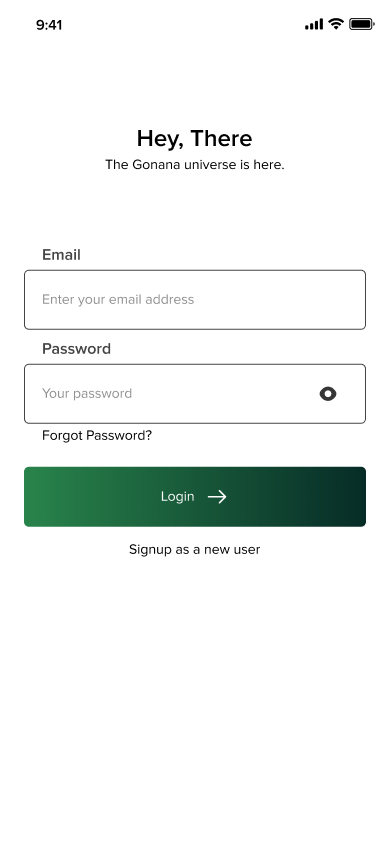 9:41
Hey, There
The Gonana universe is here.
Email
Enter your email address
Password
Your password
Forgot Password?
Login
Signup as a new user